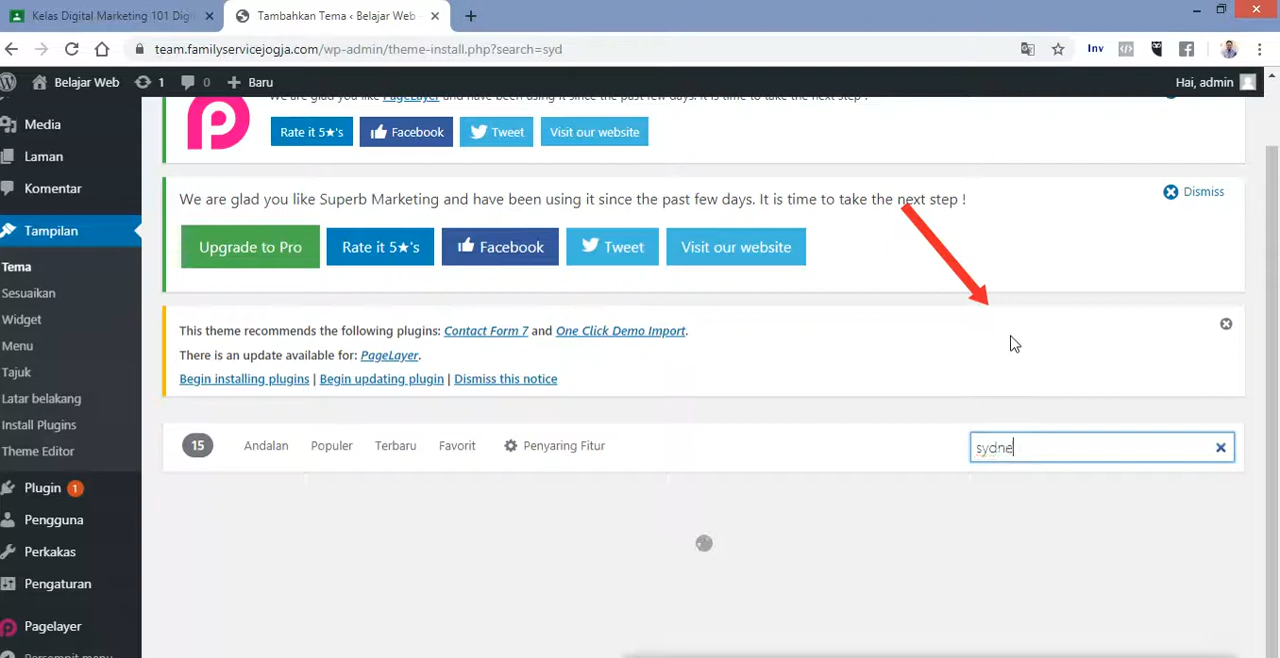 Kelas Digital Marketing 101 Digi
Tambahkan Tema ‹ Belajar Web
team.familyservicejogja.com/wp-admin/theme-install.php?search=syd
Inv
Belajar Web 1 0 Baru
Hai, admin
Media
Laman
Komentar
Tampilan
Tema
Sesuaikan
Widget
Menu
Tajuk
Latar belakang
Install Plugins
Theme Editor
Plugin 1
Pengguna
Perkakas
Pengaturan
Pagelayer
Persempit menu
We are glad you like PageLayer and have been using it since the past few days. It is time to take the next step !
Rate it 5★'s Facebook Tweet Visit our website
We are glad you like Superb Marketing and have been using it since the past few days. It is time to take the next step !
Dismiss
Upgrade to Pro Rate it 5★'s Facebook Tweet Visit our website
This theme recommends the following plugins: Contact Form 7 and One Click Demo Import.
There is an update available for: PageLayer.
Begin installing plugins | Begin updating plugin | Dismiss this notice
15 Andalan Populer Terbaru Favorit Penyaring Fitur
sydne